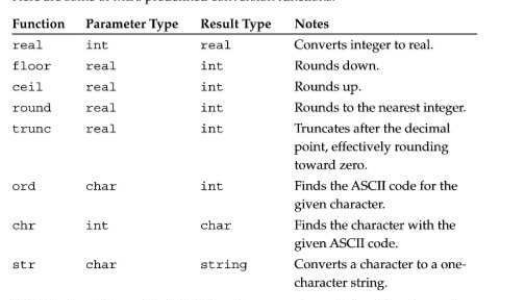 Function Parameter Type Result Type Notes
real int real Converts integer to real.
floor real int Rounds down.
ceil real int Rounds up.
round real int Rounds to the nearest integer.
trunc real int Truncates after the decimal
point, effectively rounding
toward zero.
ord char int Finds the ASCII code for the
given character.
chr int char Finds the character with the
given ASCII code.
str char string Converts a character to a one-
character string.